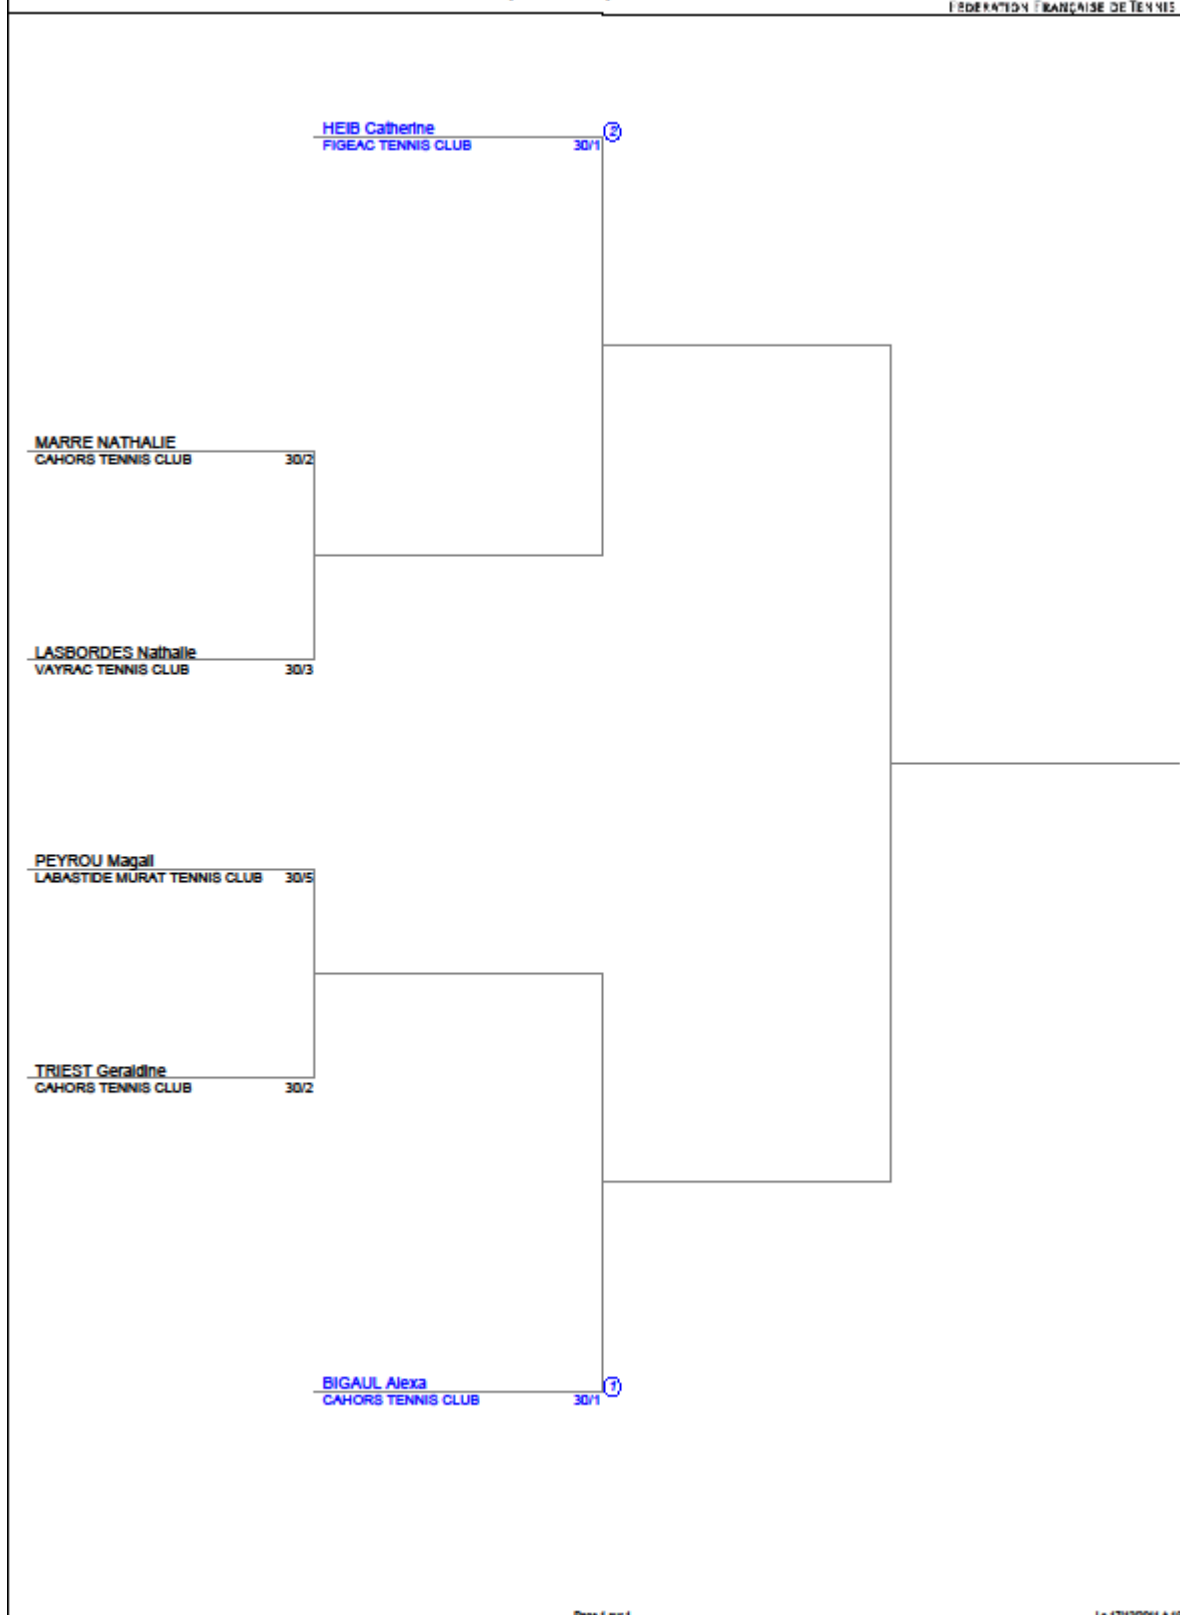 FÉDÉRATION FRANÇAISE DE TENNIS
HEIB Catherine
2
FIGEAC TENNIS CLUB 30/1
MARRE NATHALIE
CAHORS TENNIS CLUB 30/2
LASBORDES Nathalie
VAYRAC TENNIS CLUB 30/3
PEYROU Magali
LABASTIDE MURAT TENNIS CLUB 30/5
TRIEST Geraldine
CAHORS TENNIS CLUB 30/2
BIGAUL Alexa
1
CAHORS TENNIS CLUB 30/1